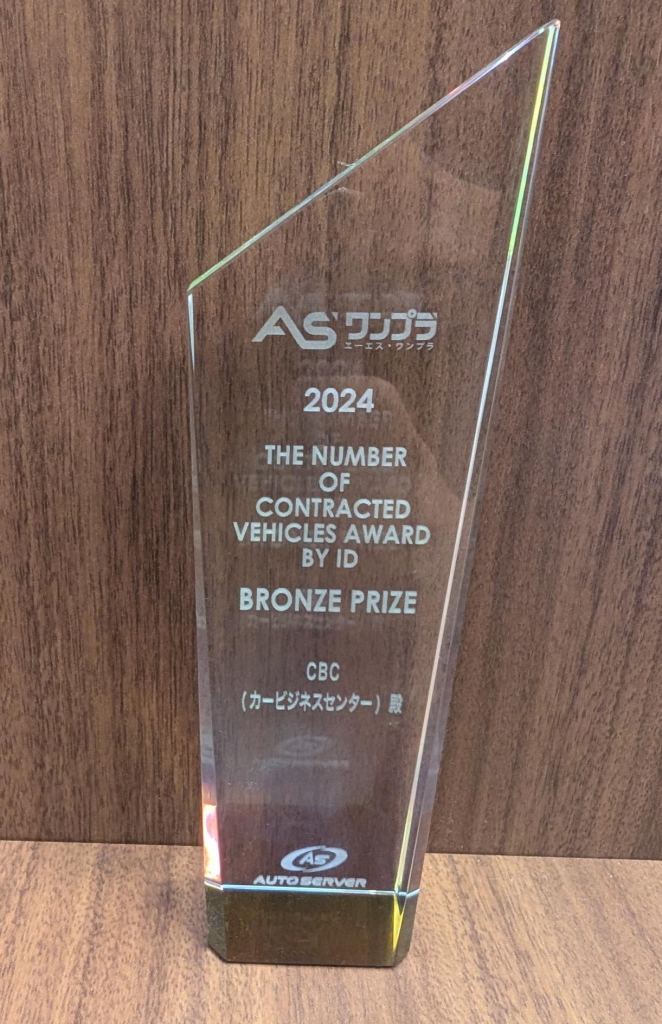 AS ワンプラ
エーエス・ワンプラ
2024
THE NUMBER
OF
CONTRACTED
VEHICLES AWARD
BY ID
BRONZE PRIZE
CBC
(カービジネスセンター) 殿
AS
AUTO SERVER